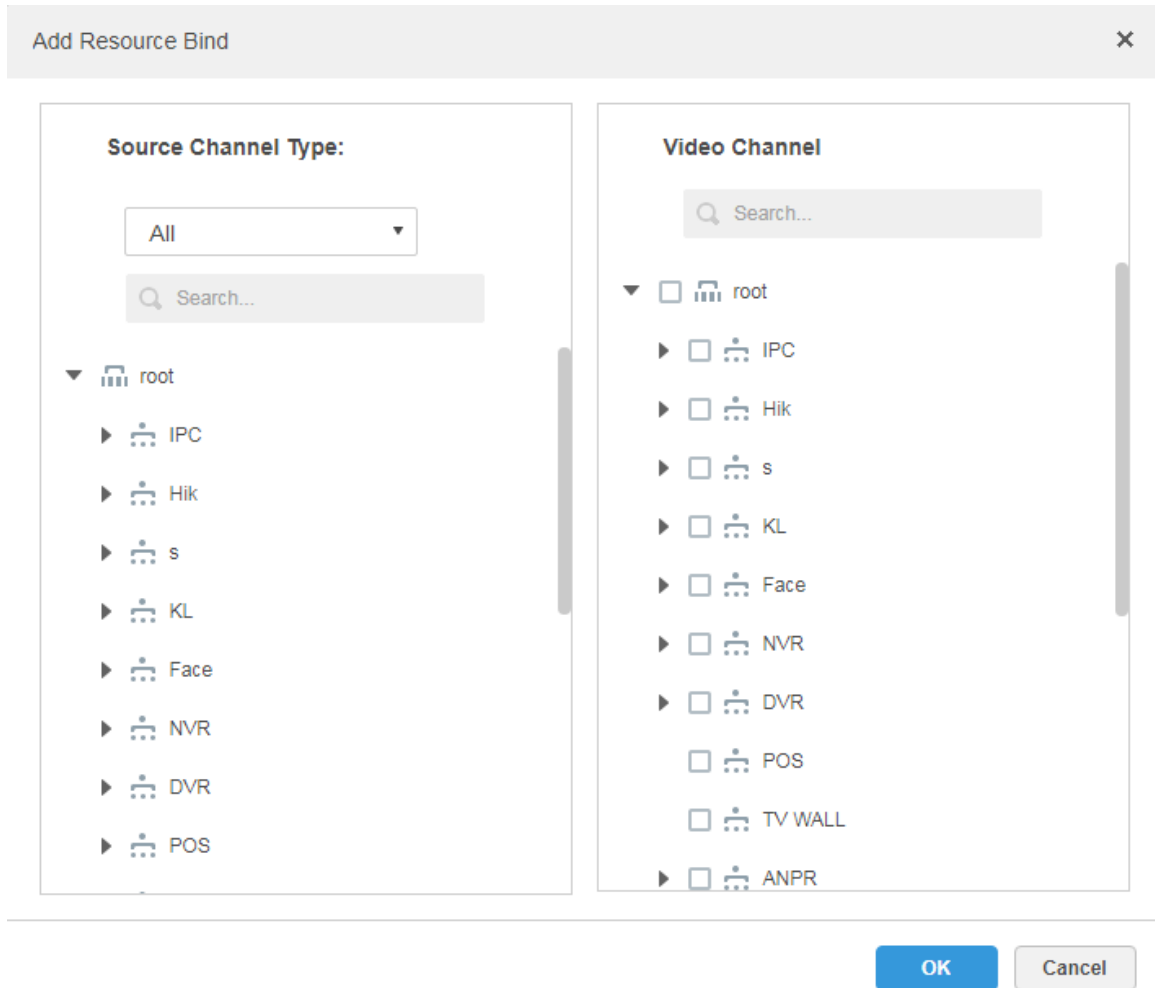 Add Resource Bind
Source Channel Type:
All
Search...
root
IPC
Hik
s
KL
Face
NVR
DVR
POS
Video Channel
Search...
root
IPC
Hik
s
KL
Face
NVR
DVR
POS
TV WALL
ANPR
OK
Cancel